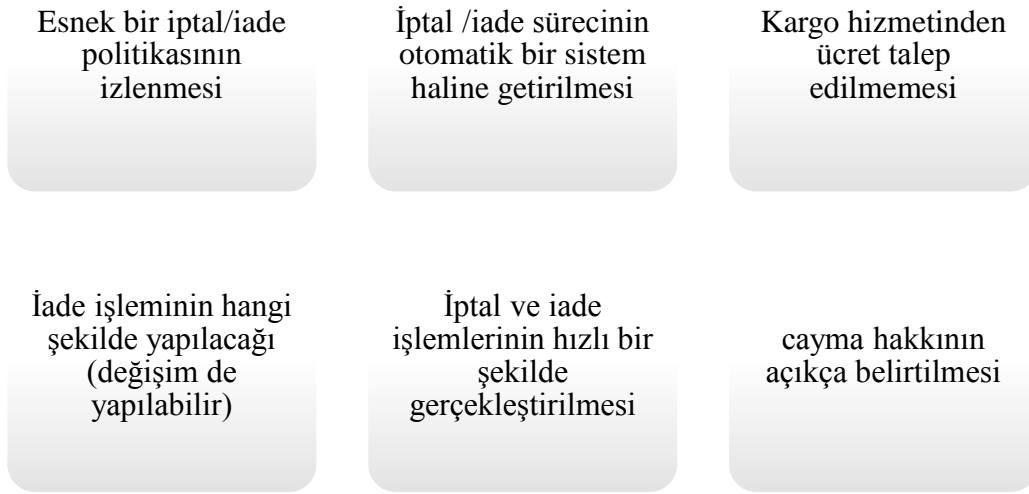 Esnek bir iptal/iade
politikasının
izlenmesi
İptal /iade sürecinin
otomatik bir sistem
haline getirilmesi
Kargo hizmetinden
ücret talep
edilmemesi
İade işleminin hangi
şekilde yapılacağı
(değişim de
yapılabilir)
İptal ve iade
işlemlerinin hızlı bir
şekilde
gerçekleştirilmesi
cayma hakkının
açıkça belirtilmesi